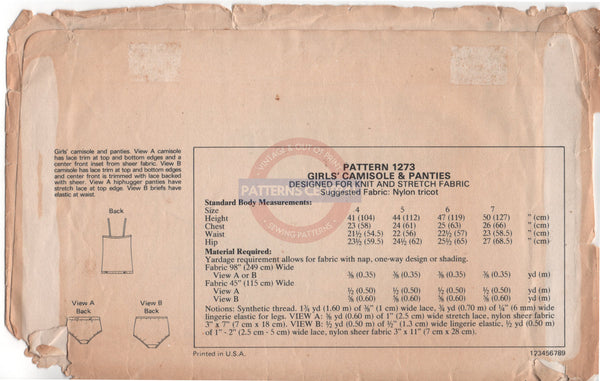 Girls' camisole and panties. View A camisole
has lace trim at top and bottom edges and a
center front inset from sheer fabric. View B
camisole has lace trim at top and bottom edges
and center front is trimmed with lace backed
with sheer. View A hiphugger panties have
stretch lace at top edge. View B briefs have
elastic at waist.
Back
View A
Back
View B
Back
VINTAGE & OUT OF PRINT
PATTERNS
SEWING PATTERNS
PATTERN 1273
GIRLS' CAMISOLE & PANTIES
DESIGNED FOR KNIT AND STRETCH FABRIC
Suggested Fabric: Nylon tricot
Standard Body Measurements:
Size 4 5 6 7
Height 41 (104) 44 (112) 47 (119) 50 (127) " (cm)
Chest 23 (58) 24 (61) 25 (63) 26 (66) " (cm)
Waist 21½ (54.5) 22 (56) 22½ (57) 23 (58.5) " (cm)
Hip 23½ (59.5) 24½ (62) 25½ (65) 27 (68.5) " (cm)
Material Required:
Yardage requirement allows for fabric with nap, one-way design or shading.
Fabric 98" (249 cm) Wide
View A or B ⅜ (0.35) ⅜ (0.35) ⅜ (0.35) ⅜ (0.35) yd (m)
Fabric 45" (115 cm) Wide
View A ½ (0.50) ½ (0.50) ½ (0.50) ½ (0.50) yd (m)
View B ⅝ (0.60) ⅝ (0.60) ⅝ (0.60) ⅝ (0.60) yd (m)
Notions: Synthetic thread. 1¾ yd (1.60 m) of ⅜" (1 cm) wide lace, ¾ yd (0.70 m) of ¼" (6 mm) wide
lingerie elastic for legs. VIEW A: ⅝ yd (0.60 m) of 1" (2.5 cm) wide stretch lace, nylon sheer fabric
3" x 7" (7 cm x 18 cm). VIEW B: ½ yd (0.50 m) of ½" (1.3 cm) wide lingerie elastic, ½ yd (0.50 m)
of 1" - 2" (2.5 cm - 5 cm) wide lace, nylon sheer fabric 3" x 11" (7 cm x 28 cm).
Printed in U.S.A.
123456789